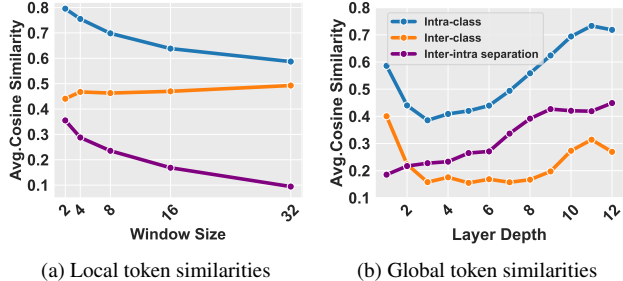 0.8
0.7
0.6
0.5
0.4
0.3
0.2
0.1
Avg.Cosine Similarity
2 4 8 16 32
Window Size
(a) Local token similarities
0.8
0.7
0.6
0.5
0.4
0.3
0.2
0.1
Avg.Cosine Similarity
Intra-class
Inter-class
Inter-intra separation
2 4 6 8 10 12
Layer Depth
(b) Global token similarities